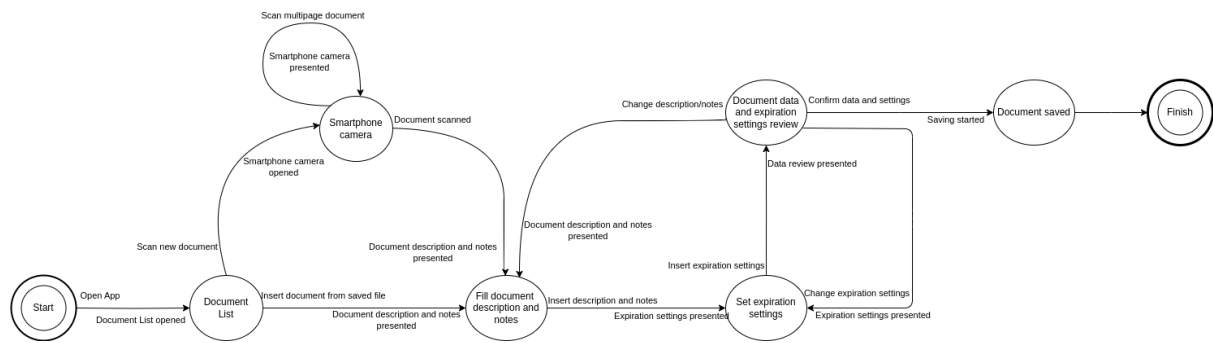 Scan multipage document
Smartphone camera
presented
Smartphone
camera
Document scanned
Smartphone camera
opened
Scan new document
Document description and notes
presented
Start
Open App
Document List opened
Document
List
Insert document from saved file
Document description and notes
presented
Fill document
description and
notes
Insert description and notes
Expiration settings presented
Set expiration
settings
Insert expiration settings
Data review presented
Document data
and expiration
settings review
Change description/notes
Document description and notes
presented
Change expiration settings
Expiration settings presented
Confirm data and settings
Saving started
Document saved
Finish